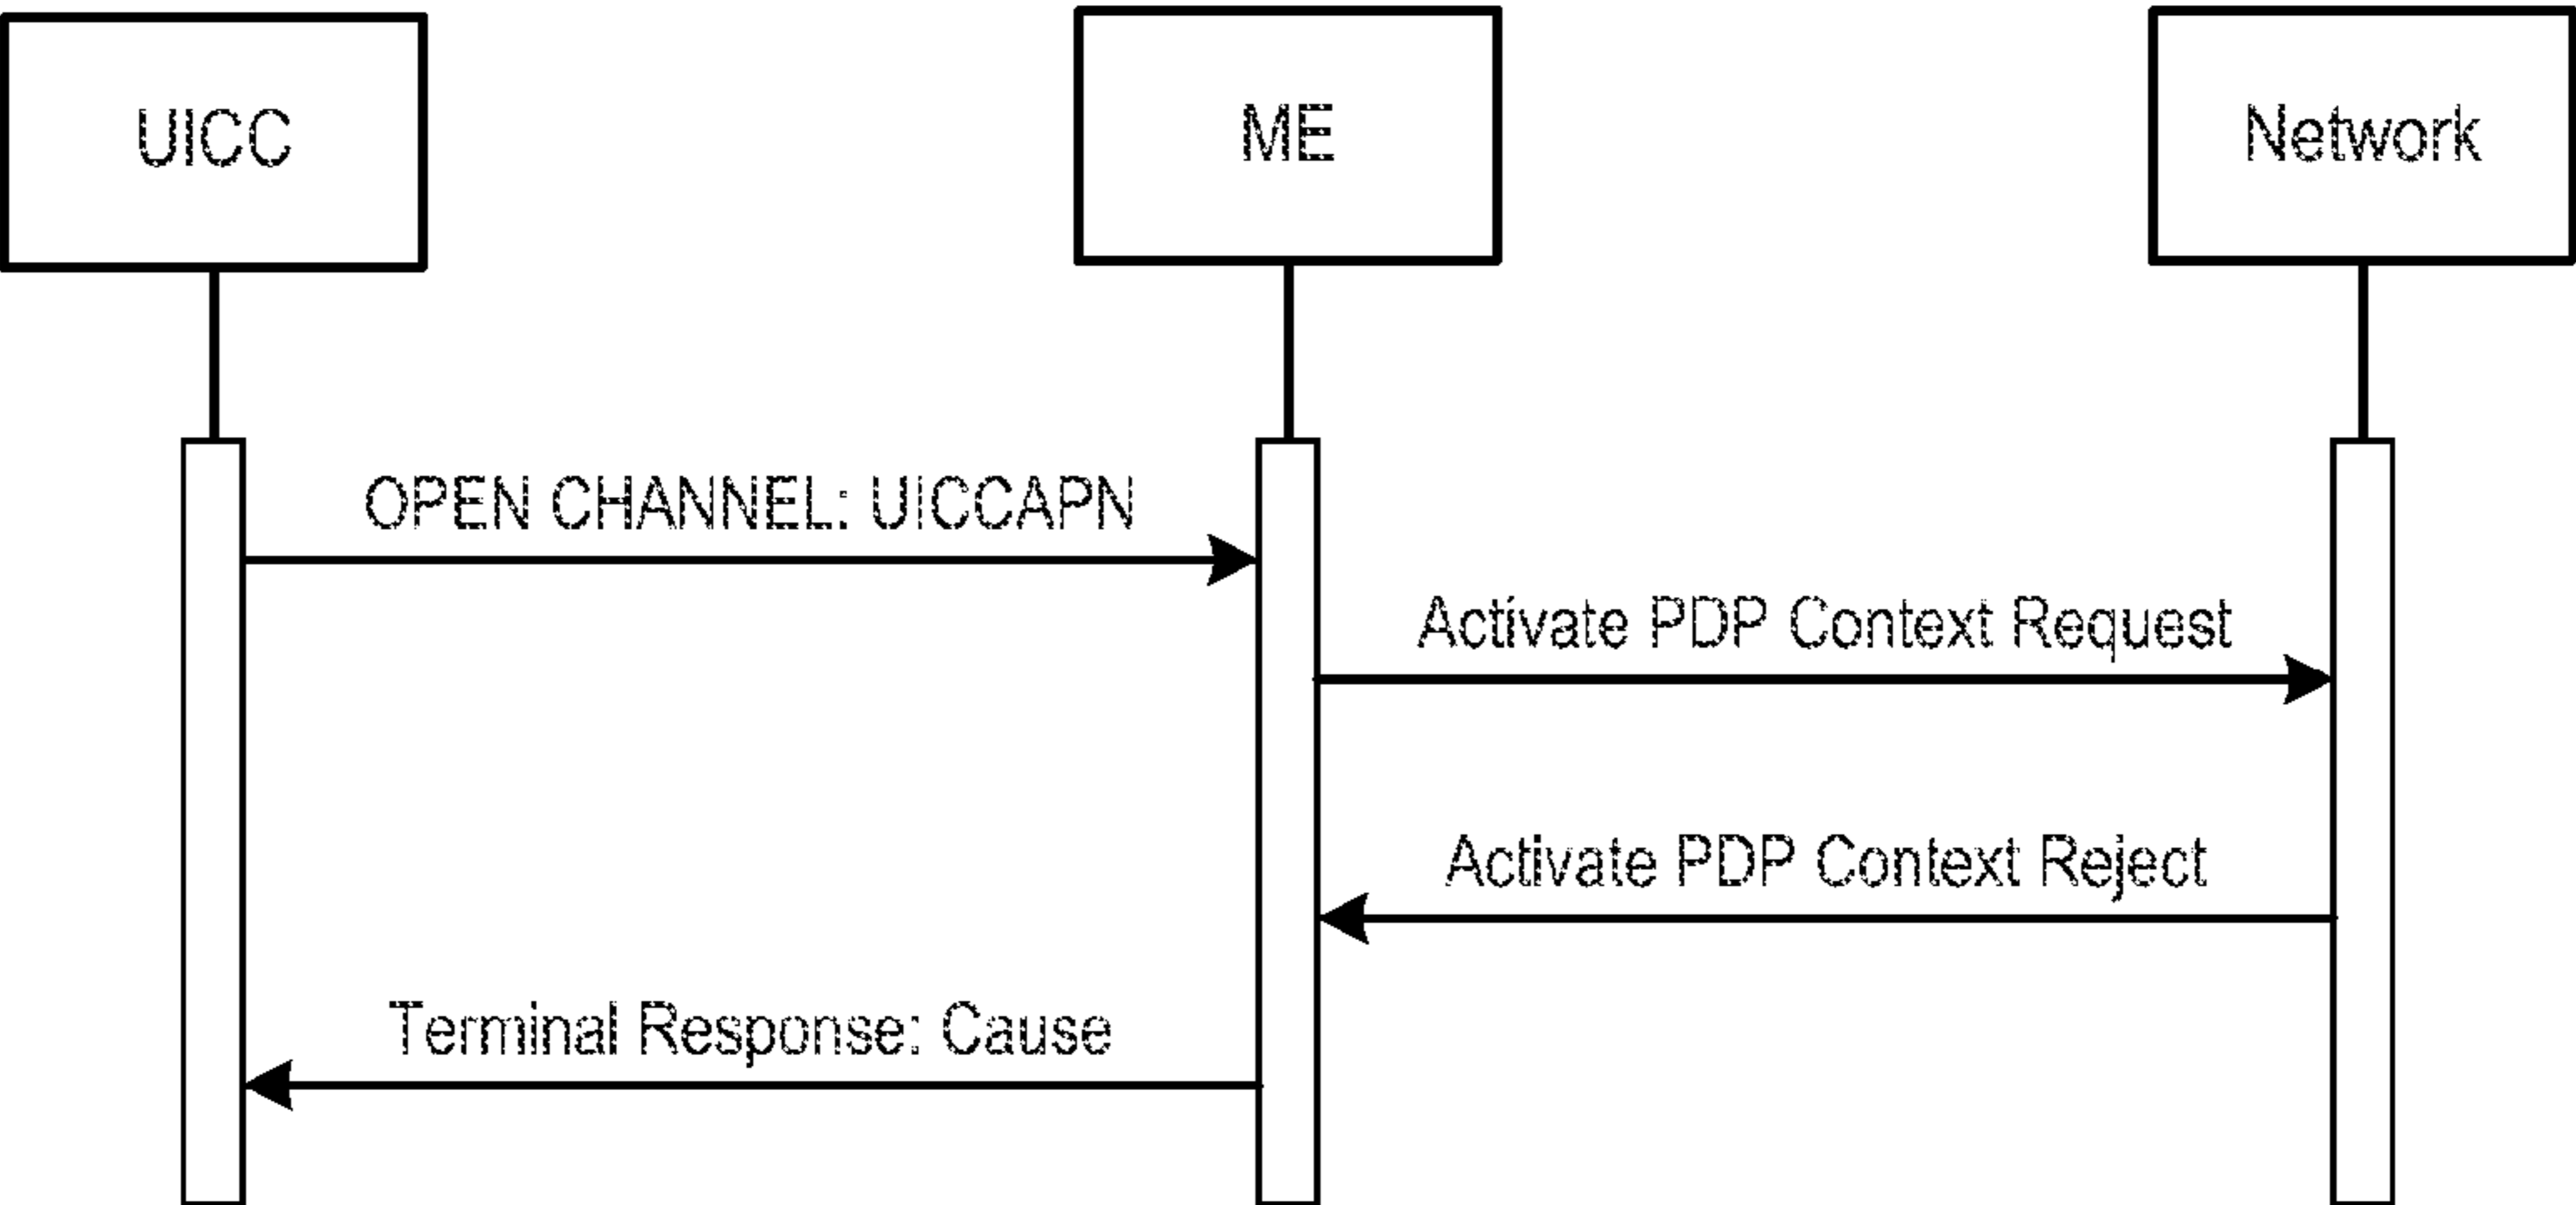 UICC
ME
Network
OPEN CHANNEL: UICCAPN
Activate PDP Context Request
Activate PDP Context Reject
Terminal Response: Cause